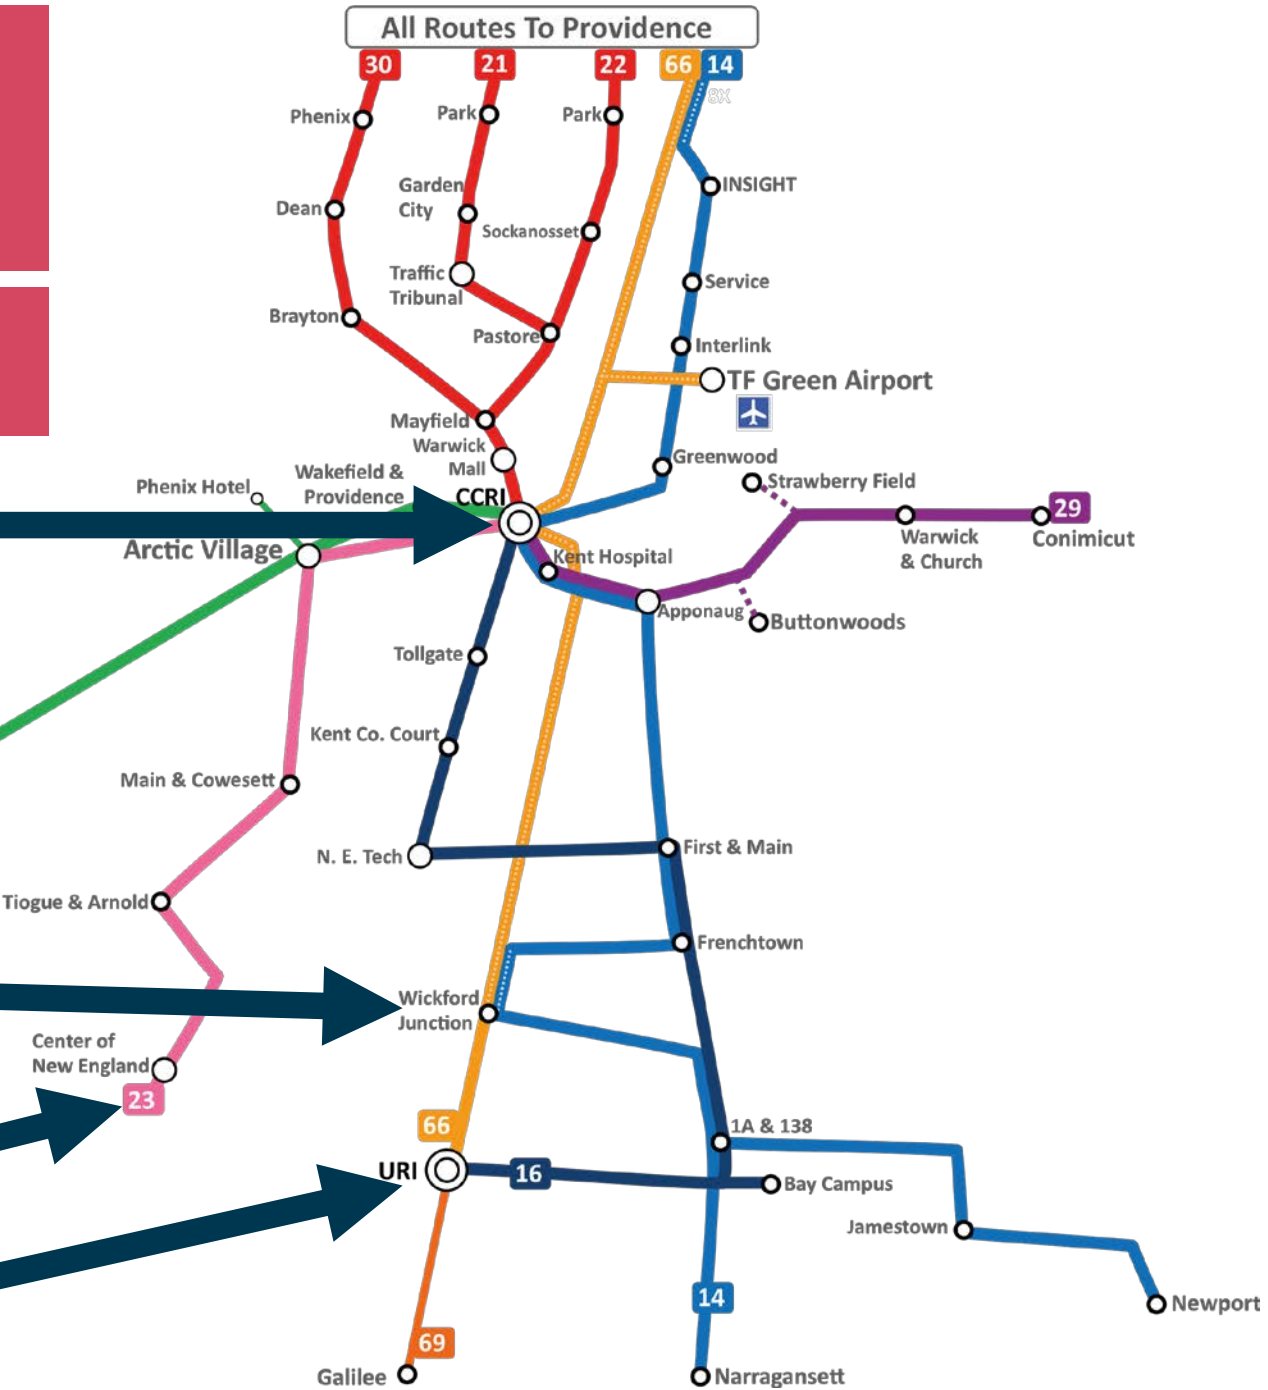 All Routes To Providence
30
21
22
66
14
8X
Phenix
Park
Park
INSIGHT
Garden
City
Dean
Sockanosset
Traffic
Tribunal
Service
Brayton
Pastore
Interlink
TF Green Airport
Mayfield
Warwick
Mall
Greenwood
Wakefield &
Providence
Phenix Hotel
CCRI
Strawberry Field
29
Conimicut
Warwick
& Church
Arctic Village
Kent Hospital
Apponaug
Buttonwoods
Tollgate
Kent Co. Court
Main & Cowesett
N. E. Tech
First & Main
Tiogue & Arnold
Frenchtown
Wickford
Junction
Center of
New England
23
66
1A & 138
URI
16
Bay Campus
Jamestown
14
Newport
69
Galilee
Narragansett